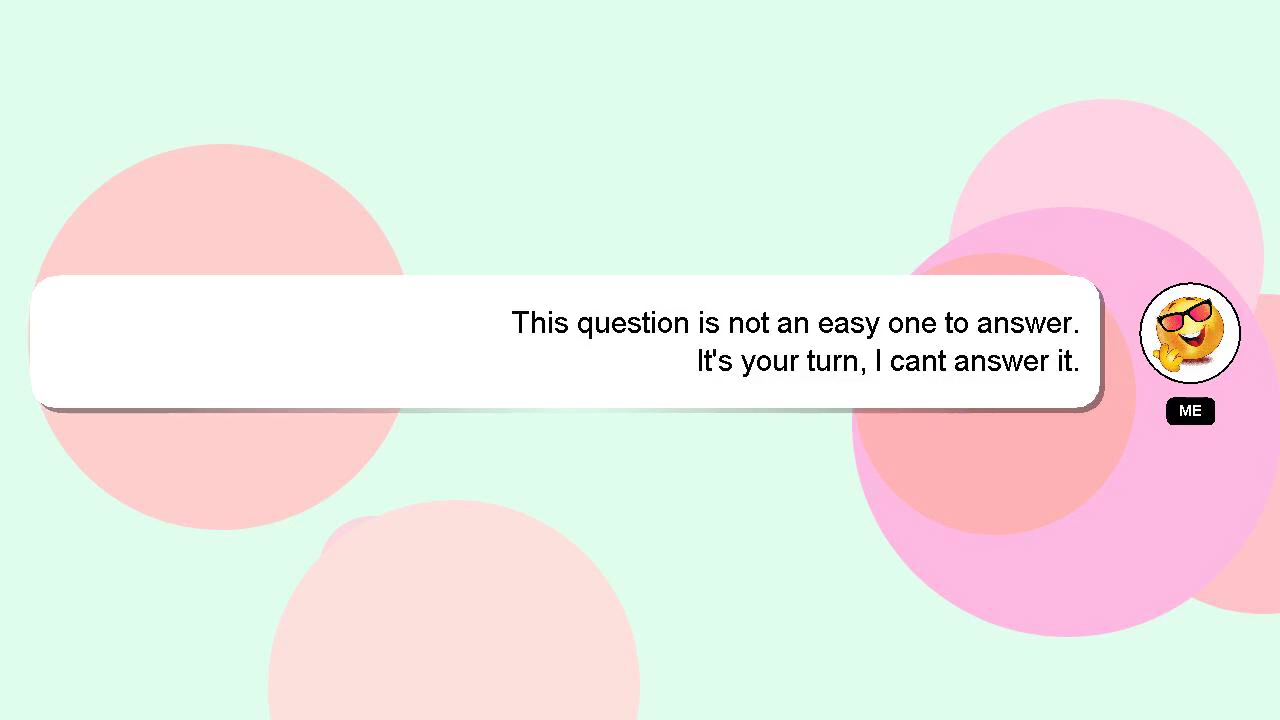 This question is not an easy one to answer.
It's your turn, I cant answer it.
ME